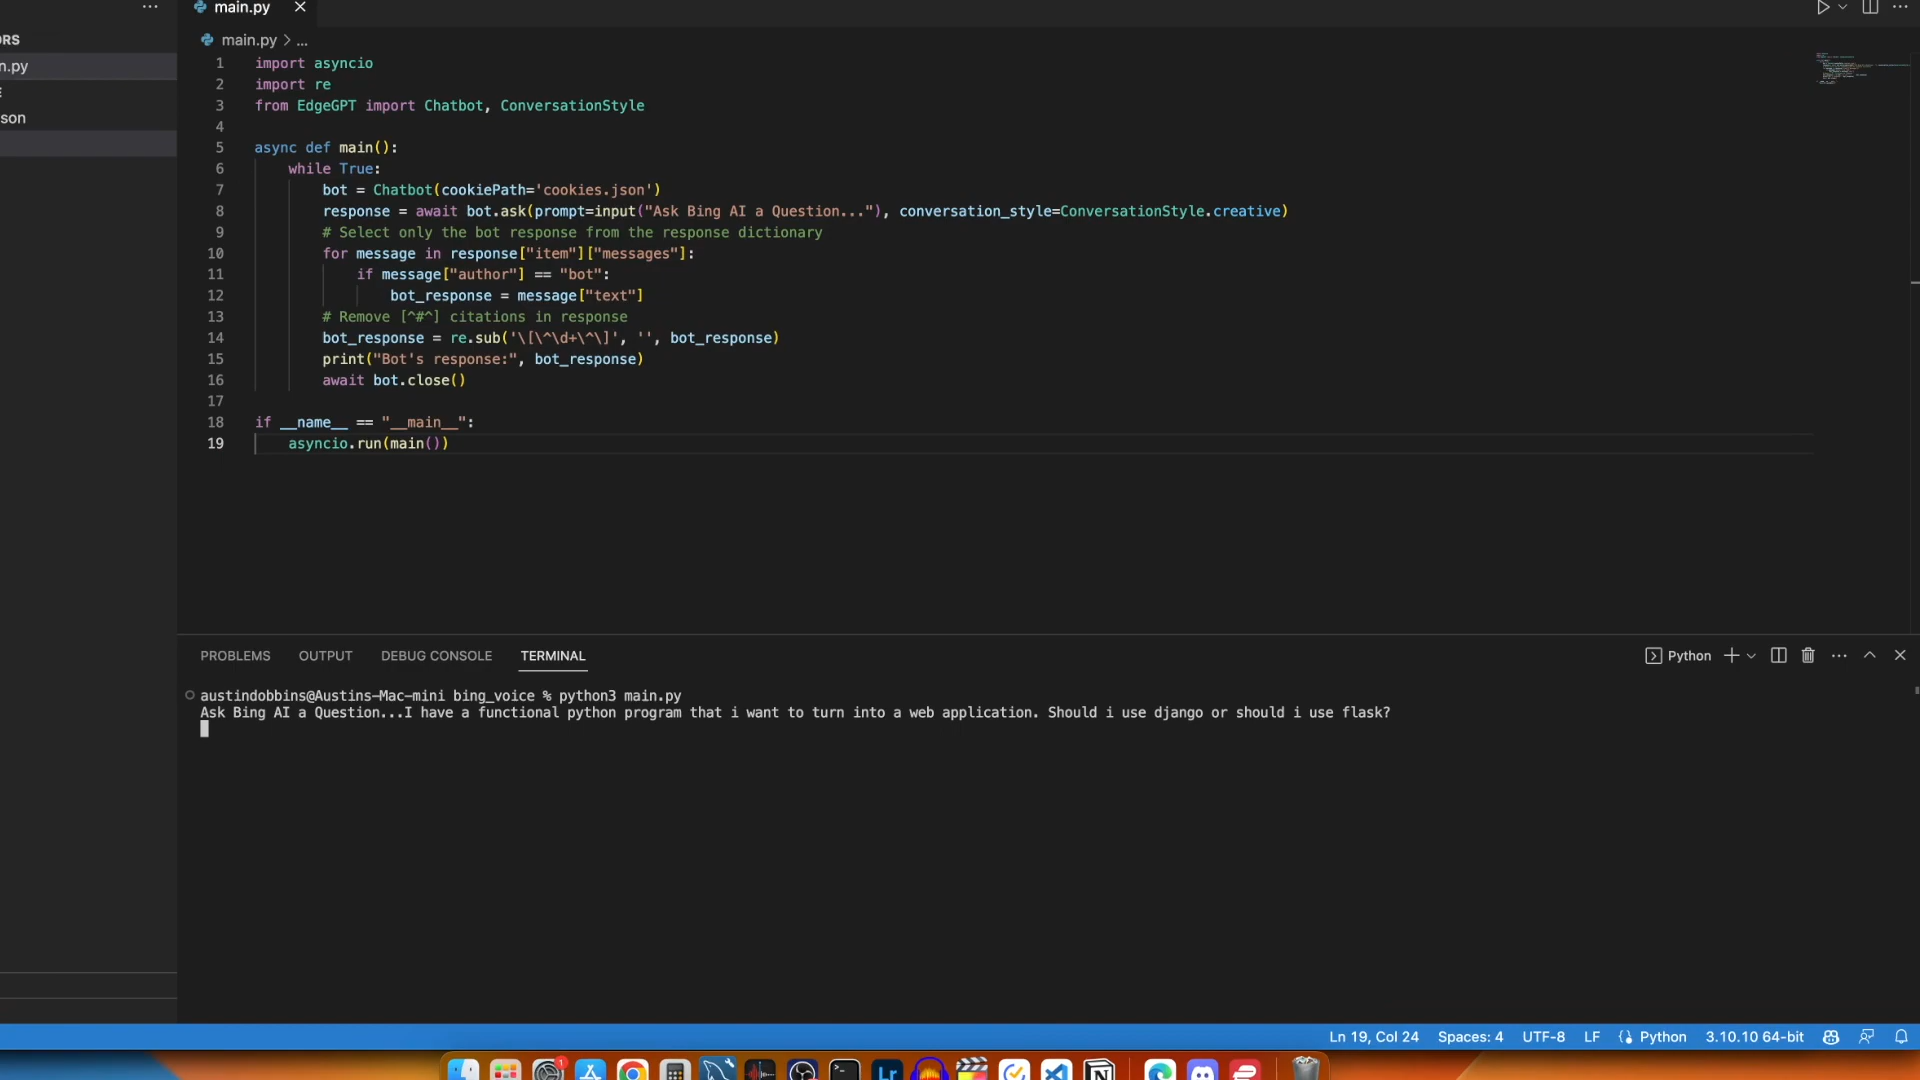 main.py
ORS
main.py > ...
n.py
E
son
1 import asyncio
2 import re
3 from EdgeGPT import Chatbot, ConversationStyle
4
5 async def main():
6     while True:
7         bot = Chatbot(cookiePath='cookies.json')
8         response = await bot.ask(prompt=input("Ask Bing AI a Question..."), conversation_style=ConversationStyle.creative)
9         # Select only the bot response from the response dictionary
10         for message in response["item"]["messages"]:
11             if message["author"] == "bot":
12                 bot_response = message["text"]
13         # Remove [^#^] citations in response
14         bot_response = re.sub('\[\^\d+\^\]', '', bot_response)
15         print("Bot's response:", bot_response)
16         await bot.close()
17
18 if __name__ == "__main__":
19     asyncio.run(main())
PROBLEMS OUTPUT DEBUG CONSOLE TERMINAL Python
austindobbins@Austins-Mac-mini bing_voice % python3 main.py
Ask Bing AI a Question...I have a functional python program that i want to turn into a web application. Should i use django or should i use flask?
Ln 19, Col 24 Spaces: 4 UTF-8 LF Python 3.10.10 64-bit
1
Lr